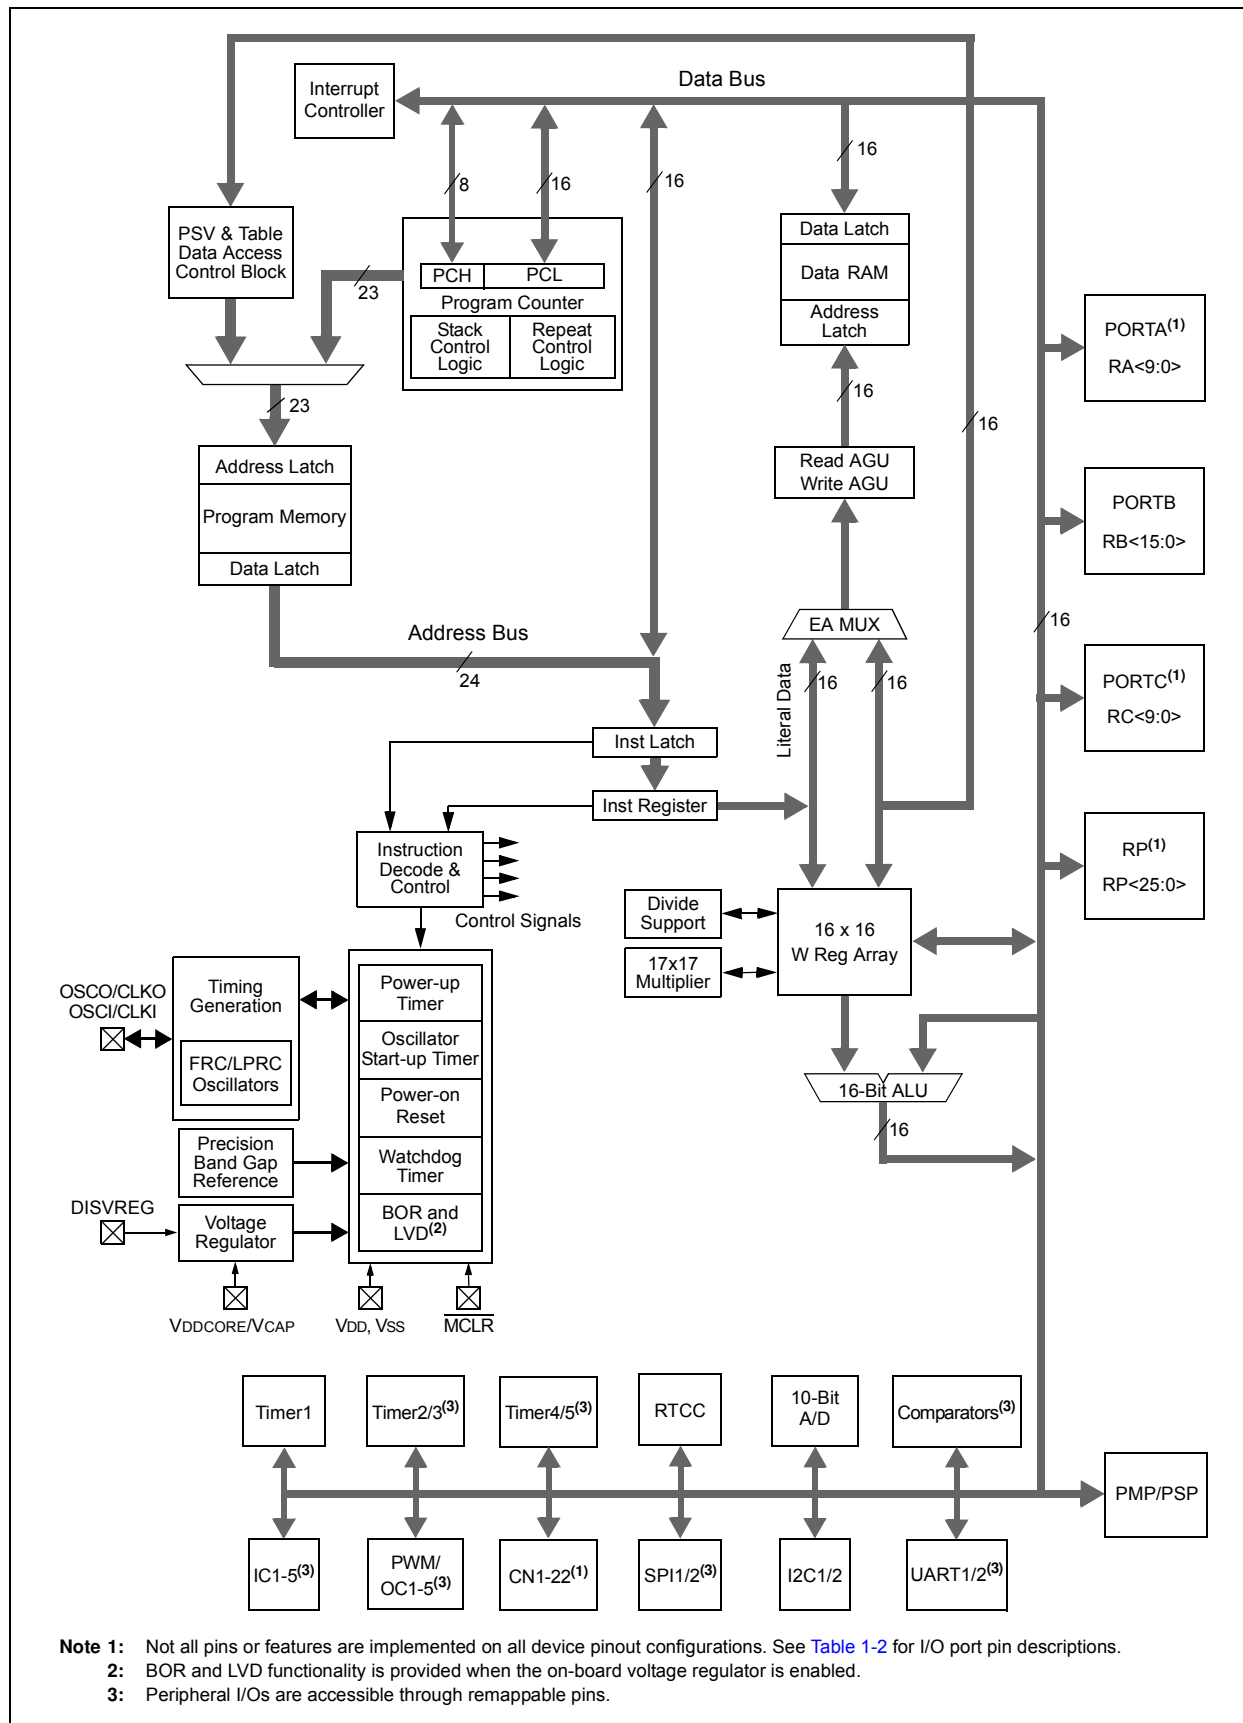 Data Bus
Interrupt
Controller
16
8
16
16
PSV & Table
Data Access
Control Block
Data Latch
Data RAM
Address
Latch
23
PCH
PCL
Program Counter
Stack
Control
Logic
Repeat
Control
Logic
PORTA(1)
RA<9:0>
23
16
16
Address Latch
Program Memory
Data Latch
Read AGU
Write AGU
PORTB
RB<15:0>
EA MUX
16
Address Bus
24
Literal Data
16
16
PORTC(1)
RC<9:0>
Inst Latch
Inst Register
Instruction
Decode &
Control
Control Signals
RP(1)
RP<25:0>
Divide
Support
16 x 16
W Reg Array
17x17
Multiplier
OSCO/CLKO
OSCI/CLKI
Timing
Generation
FRC/LPRC
Oscillators
Power-up
Timer
Oscillator
Start-up Timer
Power-on
Reset
Watchdog
Timer
BOR and
LVD(2)
16-Bit ALU
16
Precision
Band Gap
Reference
DISVREG
Voltage
Regulator
VDDCORE/VCAP
VDD, VSS
MCLR
Timer1
Timer2/3(3)
Timer4/5(3)
RTCC
10-Bit
A/D
Comparators(3)
PMP/PSP
IC1-5(3)
PWM/
OC1-5(3)
CN1-22(1)
SPI1/2(3)
I2C1/2
UART1/2(3)
Note 1: Not all pins or features are implemented on all device pinout configurations. See Table 1-2 for I/O port pin descriptions.
2: BOR and LVD functionality is provided when the on-board voltage regulator is enabled.
3: Peripheral I/Os are accessible through remappable pins.